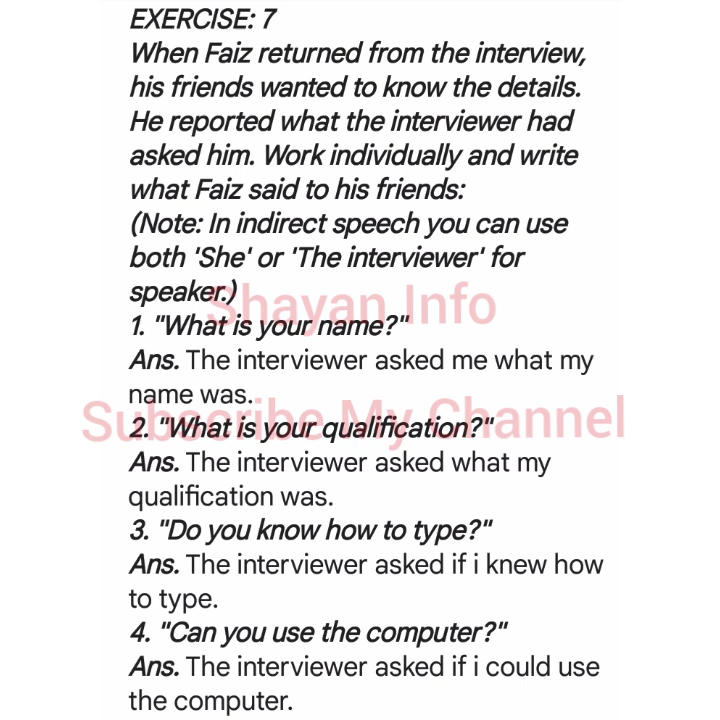 EXERCISE: 7
When Faiz returned from the interview,
his friends wanted to know the details.
He reported what the interviewer had
asked him. Work individually and write
what Faiz said to his friends:
(Note: In indirect speech you can use
both 'She' or 'The interviewer' for
speaker.)
Shayan Info
1. "What is your name?"
Ans. The interviewer asked me what my
name was.
Subscribe My Channel
2. "What is your qualification?"
Ans. The interviewer asked what my
qualification was.
3. "Do you know how to type?"
Ans. The interviewer asked if i knew how
to type.
4. "Can you use the computer?"
Ans. The interviewer asked if i could use
the computer.